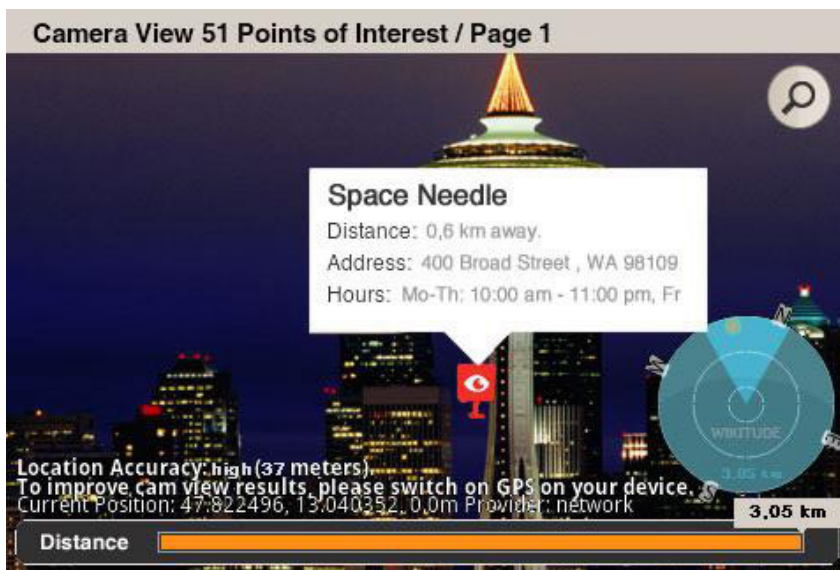 Camera View 51 Points of Interest / Page 1
Space Needle
Distance: 0,6 km away.
Address: 400 Broad Street , WA 98109
Hours: Mo-Th: 10:00 am - 11:00 pm, Fr
N
WIKITUDE
3,05 km
S
Location Accuracy: high (37 meters).
To improve cam view results, please switch on GPS on your device.
Current Position: 47.822496, 13.040352, 0.0m Provider: network
3,05 km
Distance